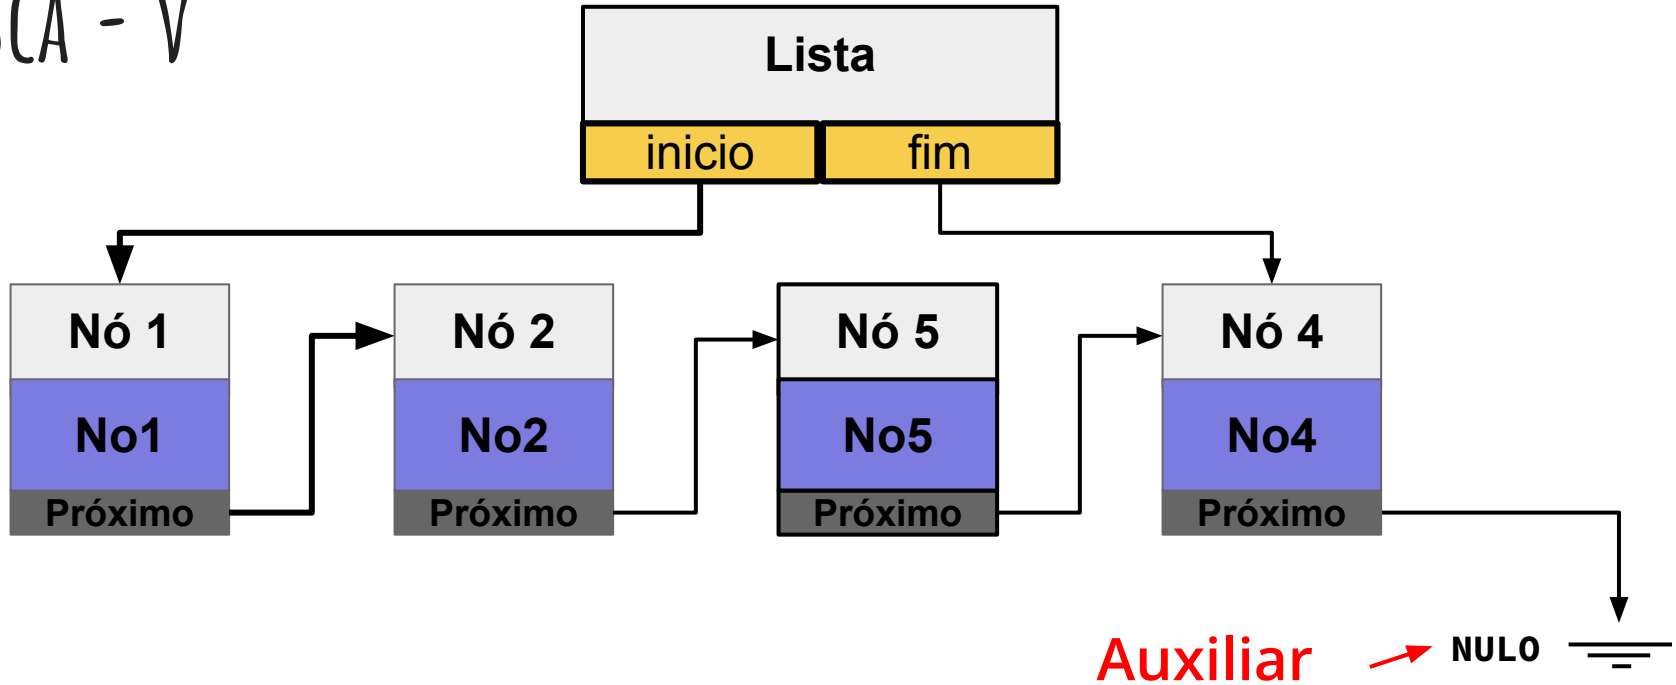 - V
Lista
inicio fim
Nó 1 Nó 2 Nó 5 Nó 4
No1 No2 No5 No4
Próximo Próximo Próximo Próximo
Auxiliar NULO